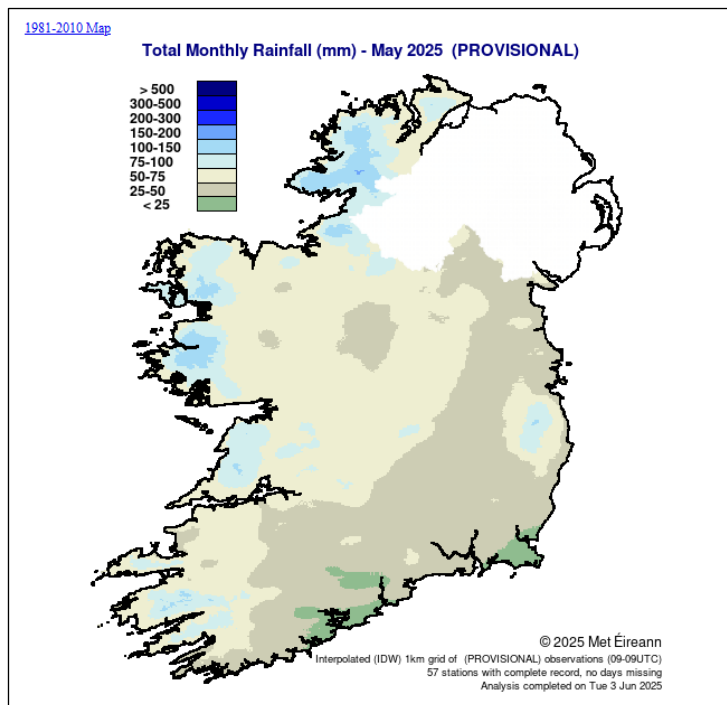 1981-2010 Map
Total Monthly Rainfall (mm) - May 2025 (PROVISIONAL)
> 500
300-500
200-300
150-200
100-150
75-100
50-75
25-50
< 25
© 2025 Met Éireann
Interpolated (IDW) 1km grid of (PROVISIONAL) observations (09-09UTC)
57 stations with complete record, no days missing
Analysis completed on Tue 3 Jun 2025